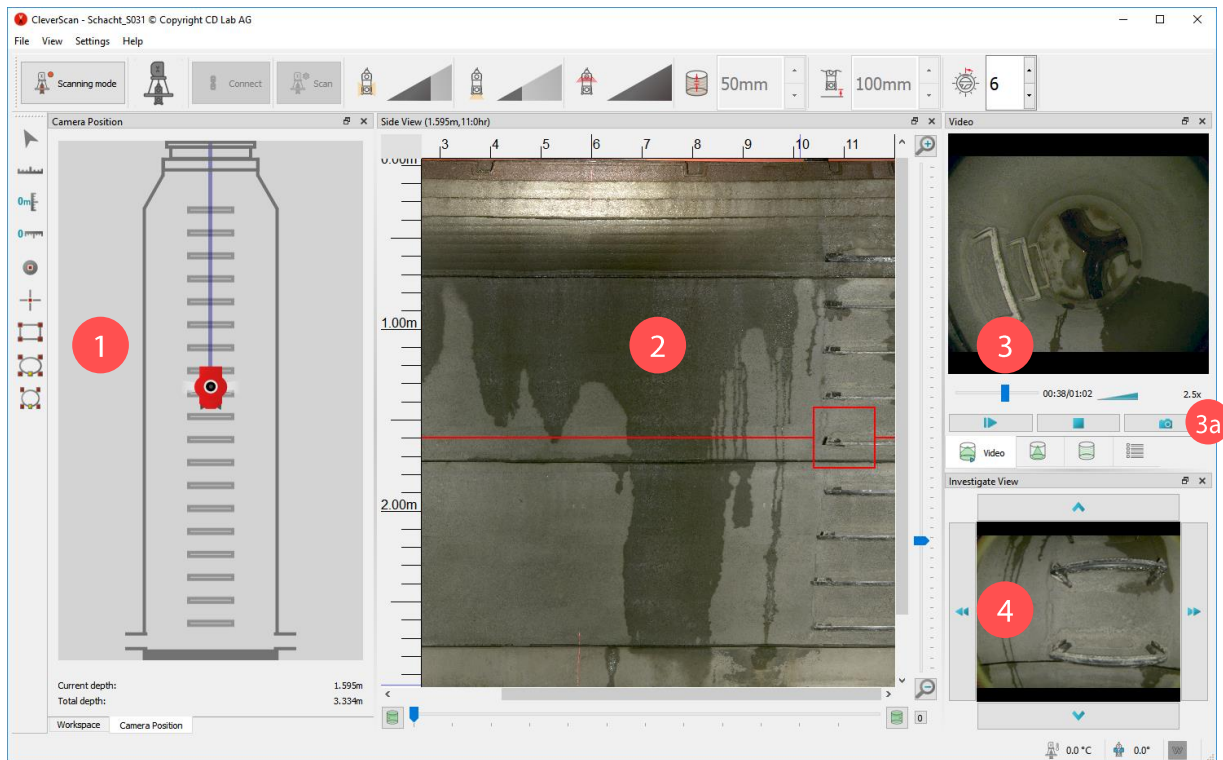 CleverScan - Schacht_S031 © Copyright CD Lab AG
File View Settings Help
Scanning mode
Connect
Scan
50mm
100mm
6
Camera Position
Side View (1.595m,11:0hr)
Video
3 4 5 6 7 8 9 10 11
0.00m
0m
0
1.00m
1
2
3
00:38/01:02
2.5x
3a
Video
Investigate View
2.00m
4
Current depth: 1.595m
Total depth: 3.334m
Workspace Camera Position
0
0.0 °C
0.0°